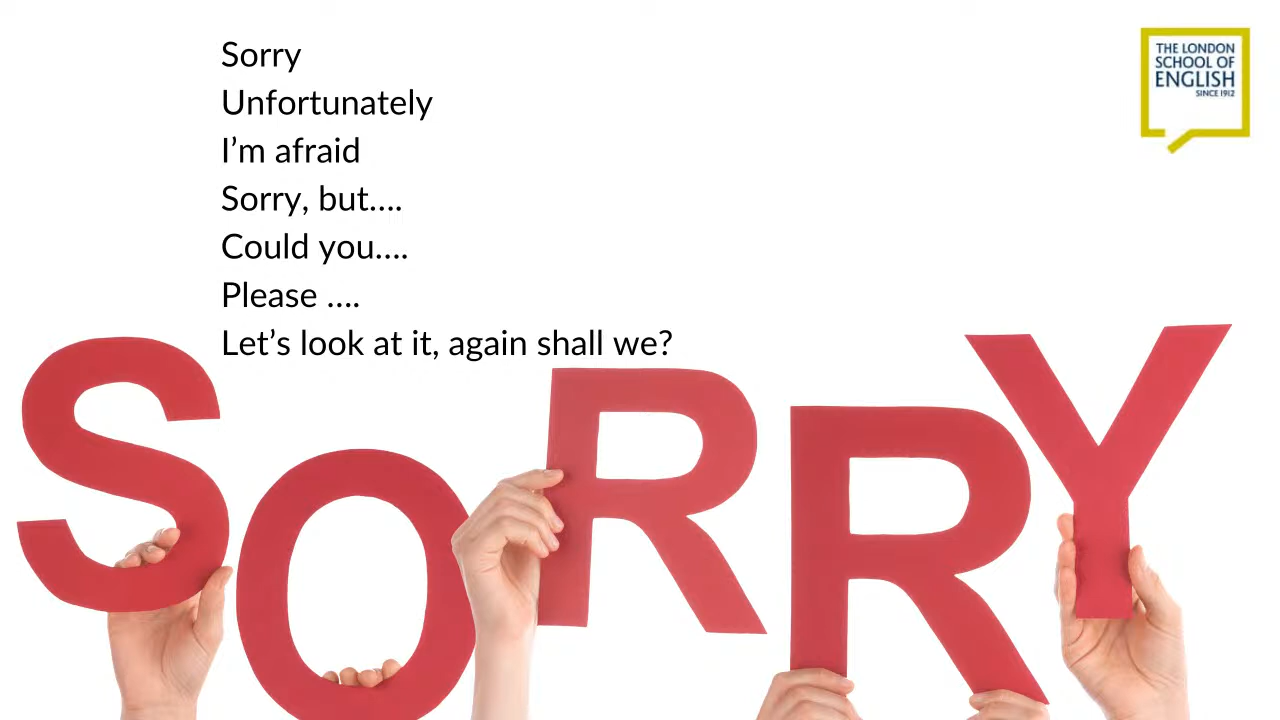 Sorry
Unfortunately
I’m afraid
Sorry, but….
Could you….
Please ….
Let’s look at it, again shall we?
THE LONDON
SCHOOL OF
ENGLISH
SINCE 1912
SORRY